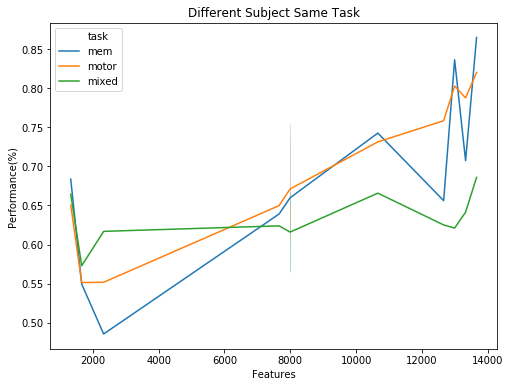 Different Subject Same Task
task
mem
motor
mixed
Performance(%)
0.85
0.80
0.75
0.70
0.65
0.60
0.55
0.50
2000 4000 6000 8000 10000 12000 14000
Features